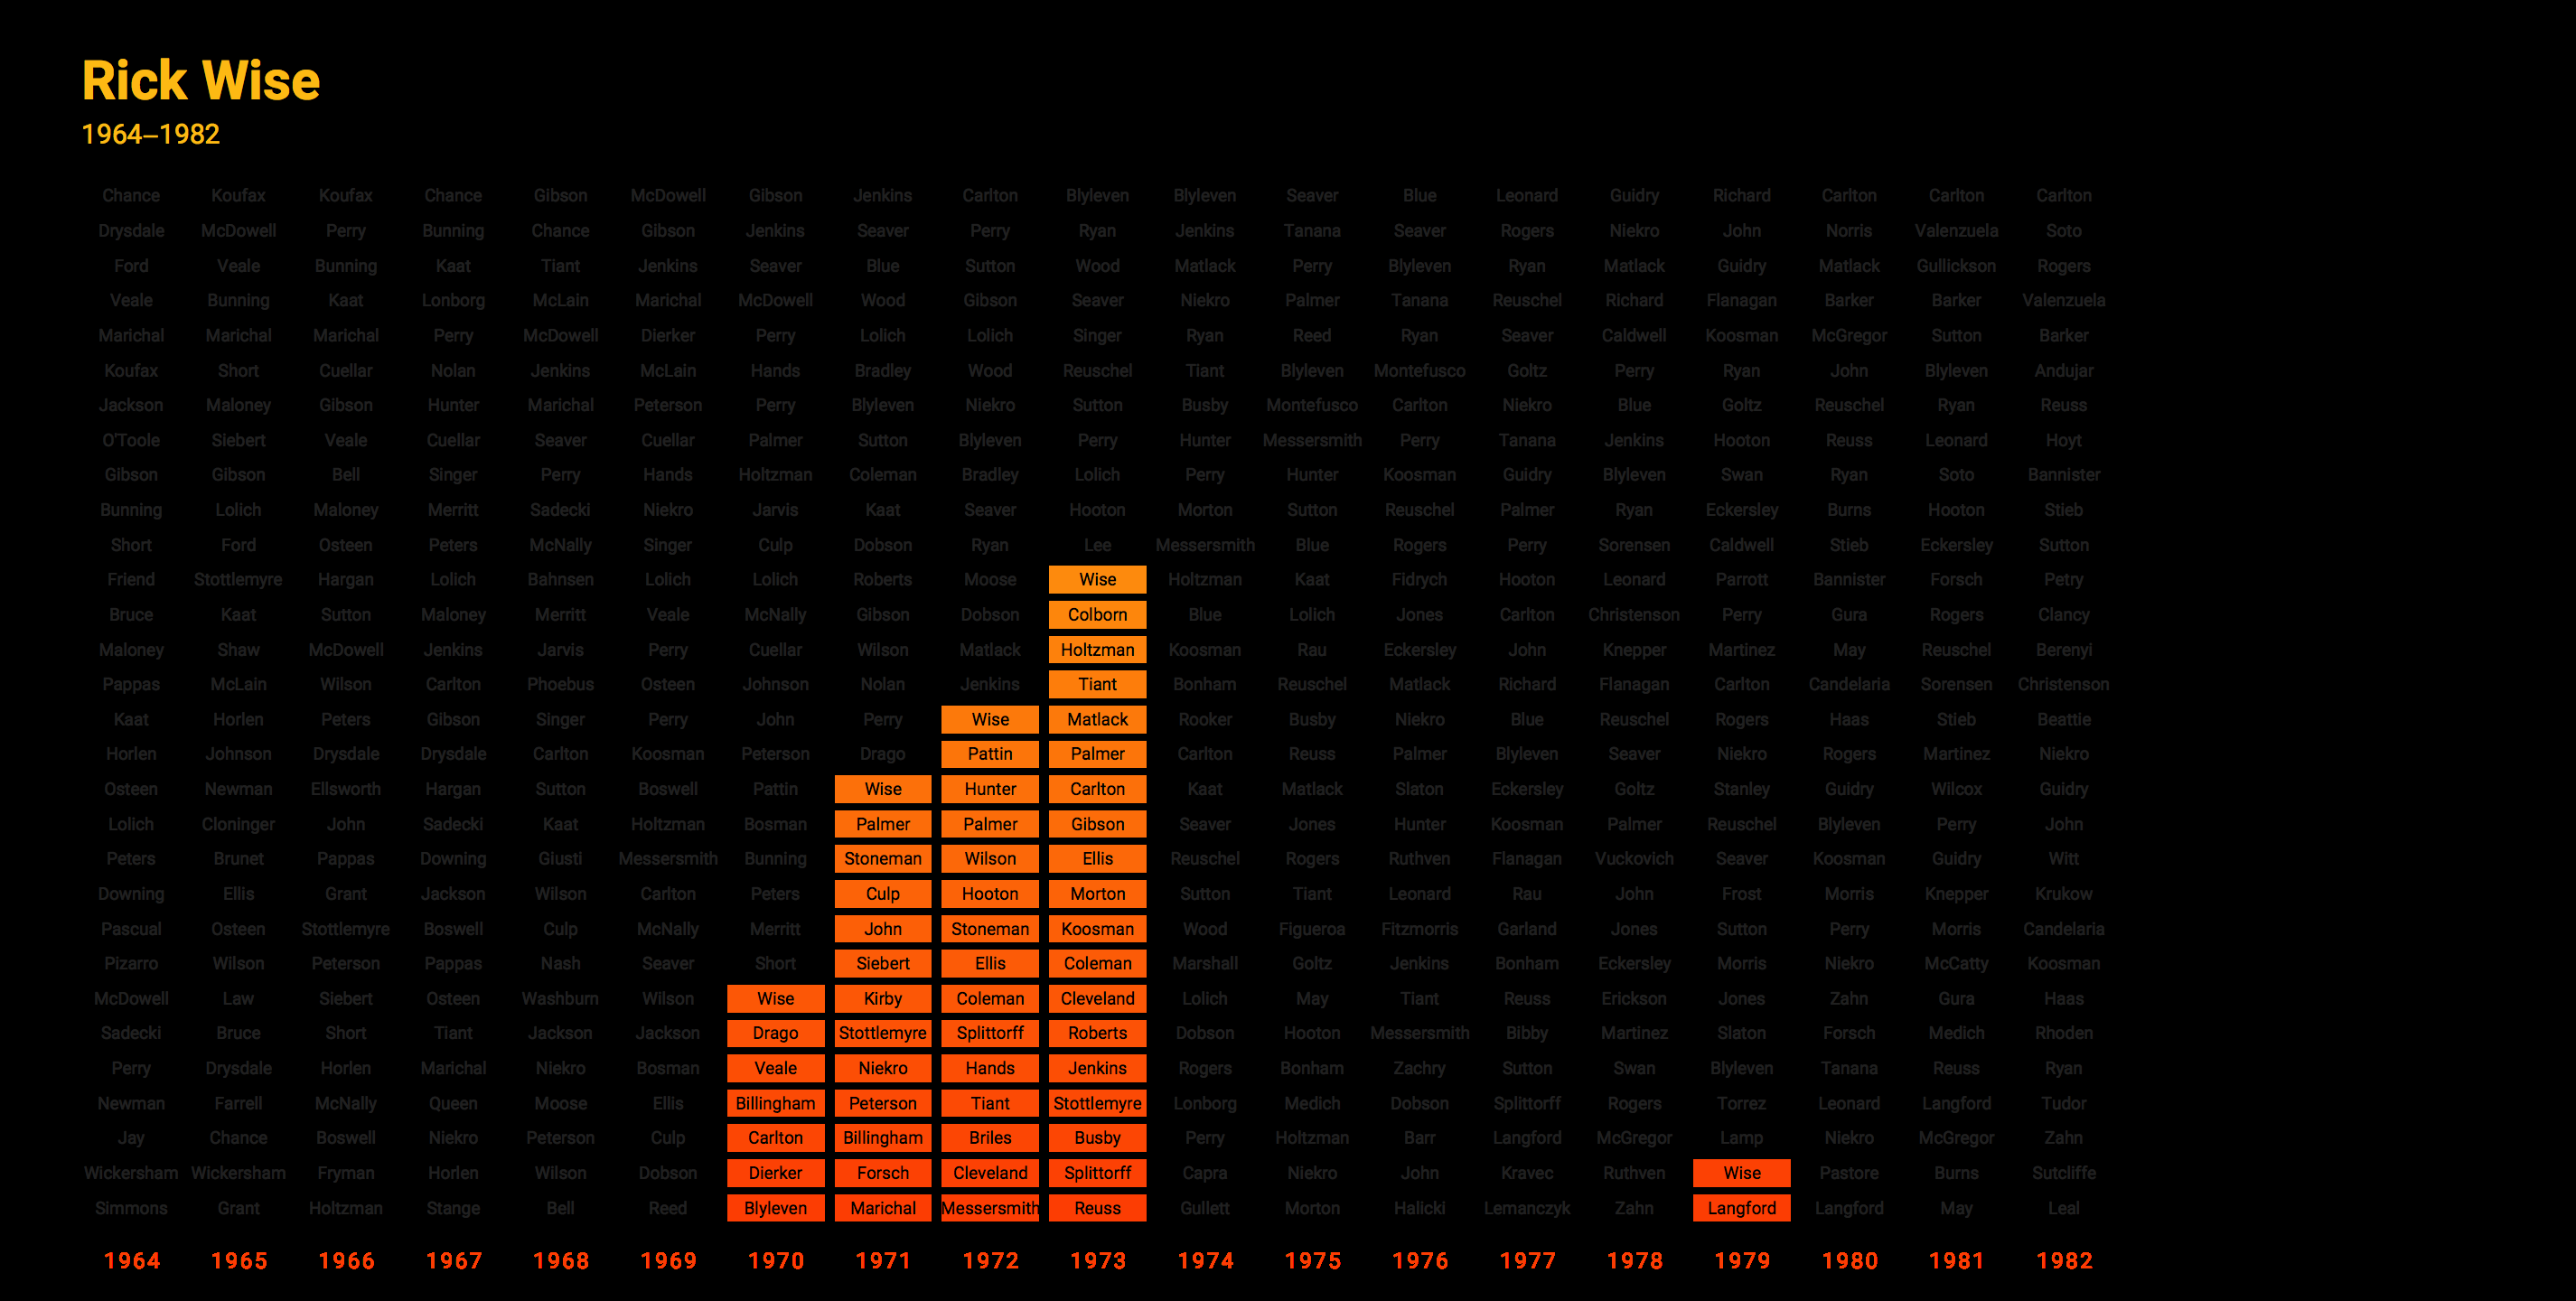 Rick Wise
1964–1982
Chance Koufax Koufax Chance Gibson McDowell Gibson Jenkins Carlton Blyleven Blyleven Seaver Blue Leonard Guidry Richard Carlton Carlton Carlton
Drysdale McDowell Perry Bunning Chance Gibson Jenkins Seaver Perry Ryan Jenkins Tanana Seaver Rogers Niekro John Norris Valenzuela Soto
Ford Veale Bunning Kaat Tiant Jenkins Seaver Blue Sutton Wood Matlack Perry Blyleven Ryan Matlack Guidry Matlack Gullickson Rogers
Veale Bunning Kaat Lonborg McLain Marichal McDowell Wood Gibson Seaver Niekro Palmer Tanana Reuschel Richard Flanagan Barker Barker Valenzuela
Marichal Marichal Marichal Perry McDowell Dierker Perry Lolich Lolich Singer Ryan Reed Ryan Seaver Caldwell Koosman McGregor Sutton Barker
Koufax Short Cuellar Nolan Jenkins McLain Hands Bradley Wood Reuschel Tiant Blyleven Montefusco Goltz Perry Ryan John Blyleven Andujar
Jackson Maloney Gibson Hunter Marichal Peterson Perry Blyleven Niekro Sutton Busby Montefusco Carlton Niekro Blue Goltz Reuschel Ryan Reuss
O'Toole Siebert Veale Cuellar Seaver Cuellar Palmer Sutton Blyleven Perry Hunter Messersmith Perry Tanana Jenkins Hooton Reuss Leonard Hoyt
Gibson Gibson Bell Singer Perry Hands Holtzman Coleman Bradley Lolich Perry Hunter Koosman Guidry Blyleven Swan Ryan Soto Bannister
Bunning Lolich Maloney Merritt Sadecki Niekro Jarvis Kaat Seaver Hooton Morton Sutton Reuschel Palmer Ryan Eckersley Burns Hooton Stieb
Short Ford Osteen Peters McNally Singer Culp Dobson Ryan Lee Messersmith Blue Rogers Perry Sorensen Caldwell Stieb Eckersley Sutton
Friend Stottlemyre Hargan Lolich Bahnsen Lolich Lolich Roberts Moose Wise Holtzman Kaat Fidrych Hooton Leonard Parrott Bannister Forsch Petry
Bruce Kaat Sutton Maloney Merritt Veale McNally Gibson Dobson Colborn Blue Lolich Jones Carlton Christenson Perry Gura Rogers Clancy
Maloney Shaw McDowell Jenkins Jarvis Perry Cuellar Wilson Matlack Holtzman Koosman Rau Eckersley John Knepper Martinez May Reuschel Berenyi
Pappas McLain Wilson Carlton Phoebus Osteen Johnson Nolan Jenkins Tiant Bonham Reuschel Matlack Richard Flanagan Carlton Candelaria Sorensen Christenson
Kaat Horlen Peters Gibson Singer Perry John Perry Wise Matlack Rooker Busby Niekro Blue Reuschel Rogers Haas Stieb Beattie
Horlen Johnson Drysdale Drysdale Carlton Koosman Peterson Drago Pattin Palmer Carlton Reuss Palmer Blyleven Seaver Niekro Rogers Martinez Niekro
Osteen Newman Ellsworth Hargan Sutton Boswell Pattin Wise Hunter Carlton Kaat Matlack Slaton Eckersley Goltz Stanley Guidry Wilcox Guidry
Lolich Cloninger John Sadecki Kaat Holtzman Bosman Palmer Palmer Gibson Seaver Jones Hunter Koosman Palmer Reuschel Blyleven Perry John
Peters Brunet Pappas Downing Giusti Messersmith Bunning Stoneman Wilson Ellis Reuschel Rogers Ruthven Flanagan Vuckovich Seaver Koosman Guidry Witt
Downing Ellis Grant Jackson Wilson Carlton Peters Culp Hooton Morton Sutton Tiant Leonard Rau John Frost Morris Knepper Krukow
Pascual Osteen Stottlemyre Boswell Culp McNally Merritt John Stoneman Koosman Wood Figueroa Fitzmorris Garland Jones Sutton Perry Morris Candelaria
Pizarro Wilson Peterson Pappas Nash Seaver Short Siebert Ellis Coleman Marshall Goltz Jenkins Bonham Eckersley Morris Niekro McCatty Koosman
McDowell Law Siebert Osteen Washburn Wilson Wise Kirby Coleman Cleveland Lolich May Tiant Reuss Erickson Jones Zahn Gura Haas
Sadecki Bruce Short Tiant Jackson Jackson Drago Stottlemyre Splittorff Roberts Dobson Hooton Messersmith Bibby Martinez Slaton Forsch Medich Rhoden
Perry Drysdale Horlen Marichal Niekro Bosman Veale Niekro Hands Jenkins Rogers Bonham Zachry Sutton Swan Blyleven Tanana Reuss Ryan
Newman Farrell McNally Queen Moose Ellis Billingham Peterson Tiant Stottlemyre Lonborg Medich Dobson Splittorff Rogers Torrez Leonard Langford Tudor
Jay Chance Boswell Niekro Peterson Culp Carlton Billingham Briles Busby Perry Holtzman Barr Langford McGregor Lamp Niekro McGregor Zahn
Wickersham Wickersham Fryman Horlen Wilson Dobson Dierker Forsch Cleveland Splittorff Capra Niekro John Kravec Ruthven Wise Pastore Burns Sutcliffe
Simmons Grant Holtzman Stange Bell Reed Blyleven Marichal Messersmith Reuss Gullett Morton Halicki Lemanczyk Zahn Langford Langford May Leal
1964 1965 1966 1967 1968 1969 1970 1971 1972 1973 1974 1975 1976 1977 1978 1979 1980 1981 1982